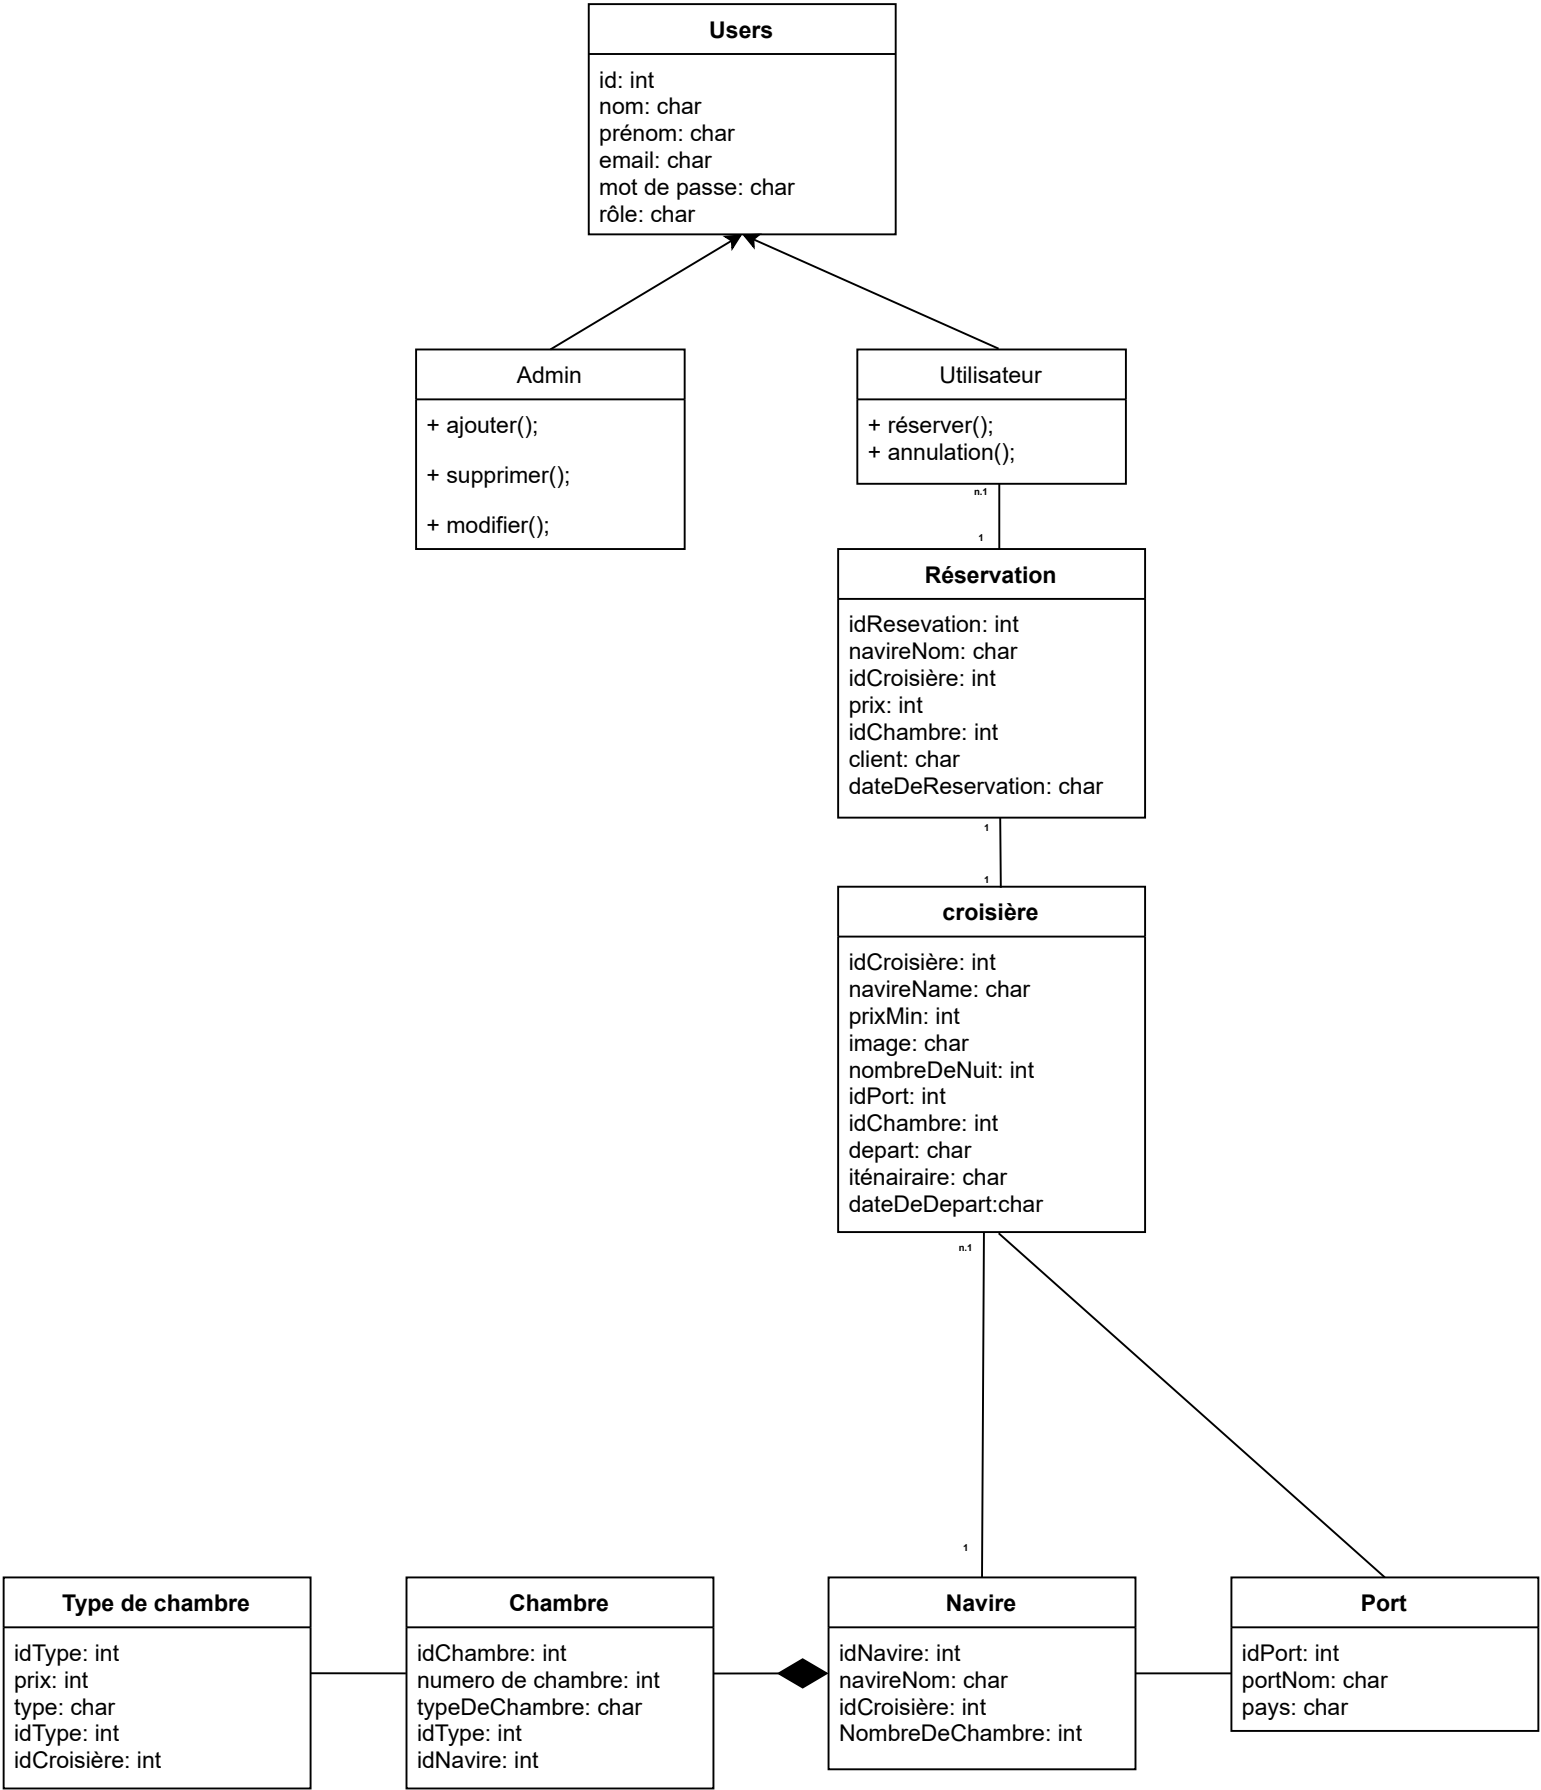 Users
id: int
nom: char
prénom: char
email: char
mot de passe: char
rôle: char
Admin
+ ajouter();
+ supprimer();
+ modifier();
Utilisateur
+ réserver();
+ annulation();
n.1
1
Réservation
idResevation: int
navireNom: char
idCroisière: int
prix: int
idChambre: int
client: char
dateDeReservation: char
1
1
croisière
idCroisière: int
navireName: char
prixMin: int
image: char
nombreDeNuit: int
idPort: int
idChambre: int
depart: char
iténairaire: char
dateDeDepart:char
n.1
1
Type de chambre
idType: int
prix: int
type: char
idType: int
idCroisière: int
Chambre
idChambre: int
numero de chambre: int
typeDeChambre: char
idType: int
idNavire: int
Navire
idNavire: int
navireNom: char
idCroisière: int
NombreDeChambre: int
Port
idPort: int
portNom: char
pays: char